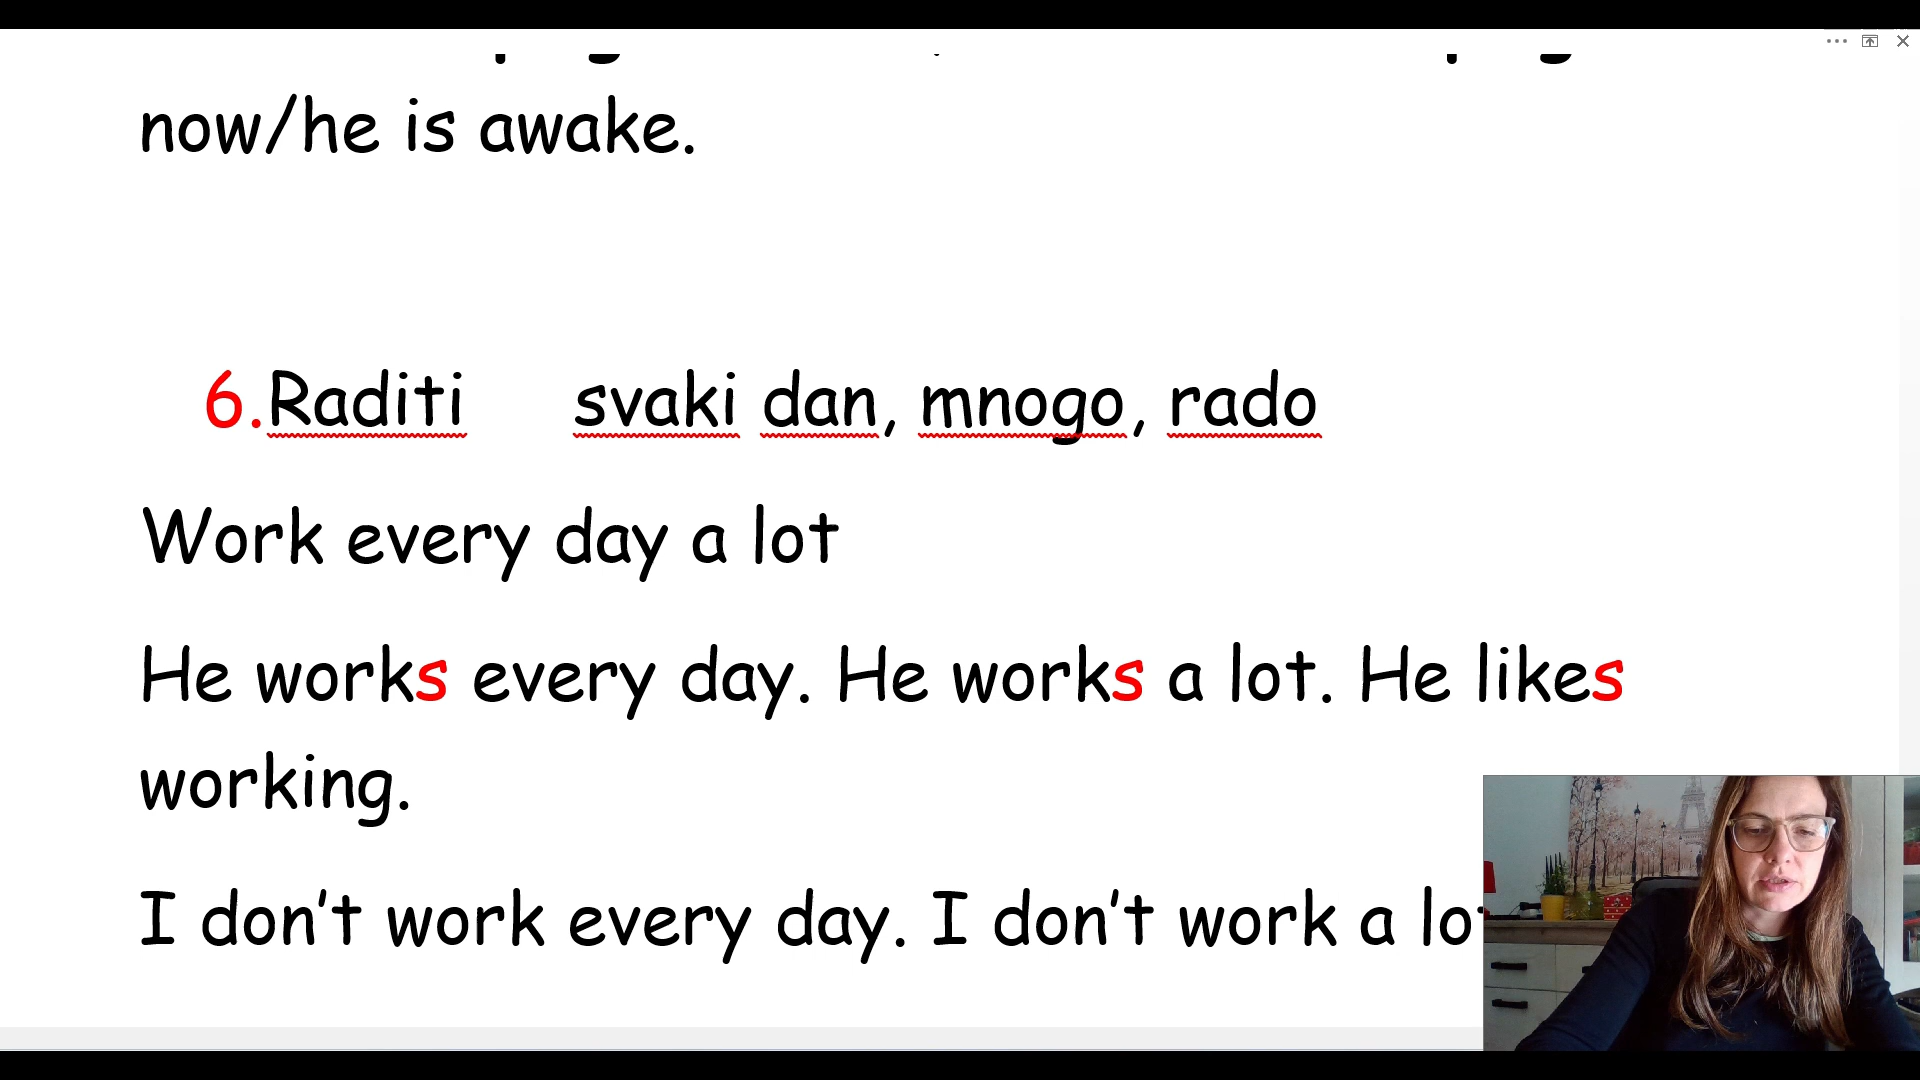 now/he is awake.
6.Raditi svaki dan, mnogo, rado
Work every day a lot
He works every day. He works a lot. He likes
working.
I don't work every day. I don't work a